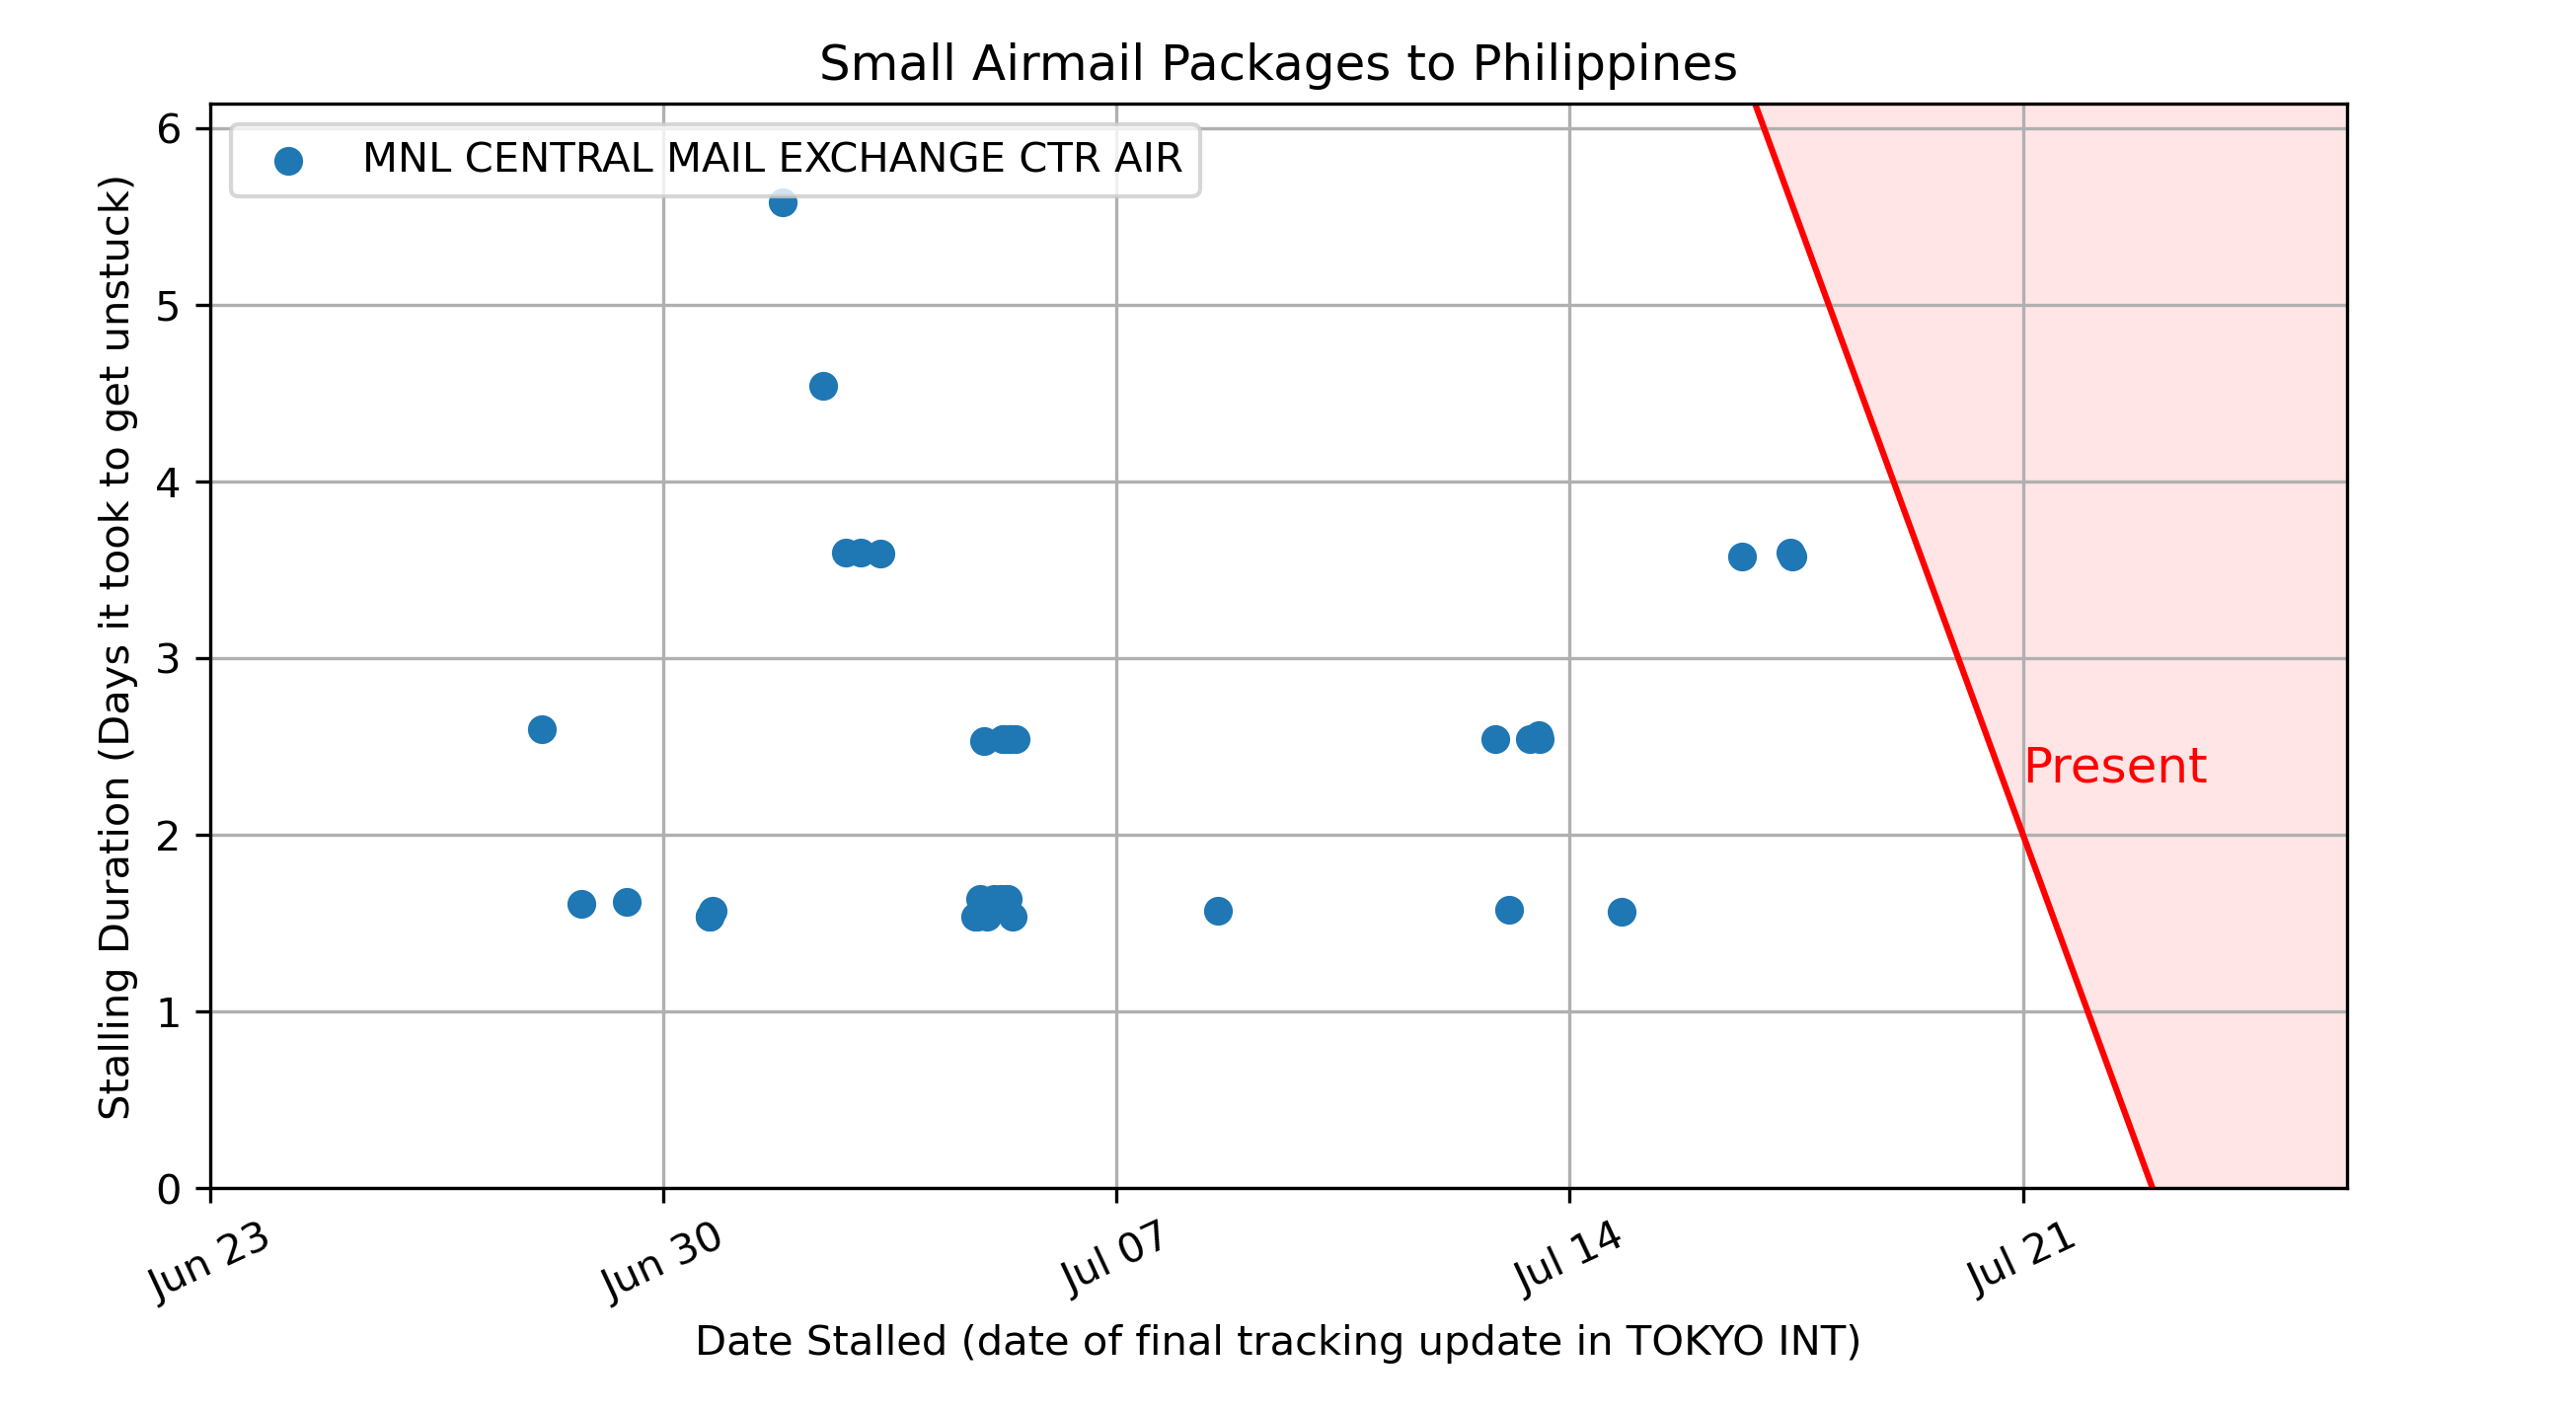 Small Airmail Packages to Philippines
MNL CENTRAL MAIL EXCHANGE CTR AIR
Stalling Duration (Days it took to get unstuck)
6
5
4
3
2
1
0
Present
Jun 23
Jun 30
Jul 07
Jul 14
Jul 21
Date Stalled (date of final tracking update in TOKYO INT)